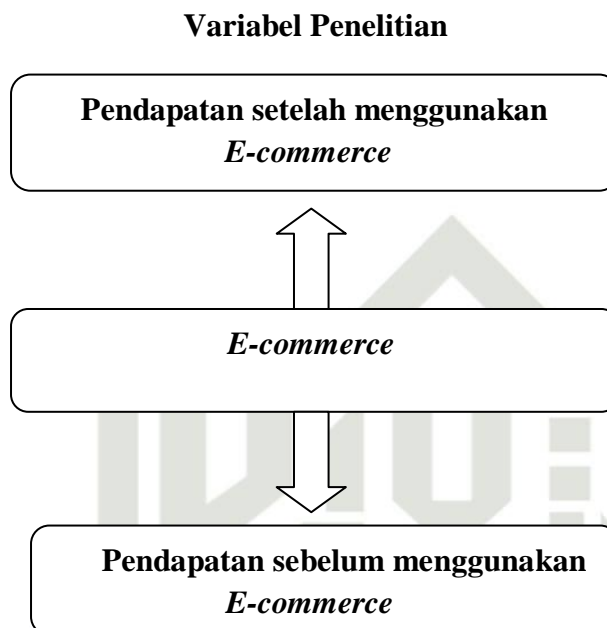 Variabel Penelitian
Pendapatan setelah menggunakan
E-commerce
E-commerce
Pendapatan sebelum menggunakan
E-commerce